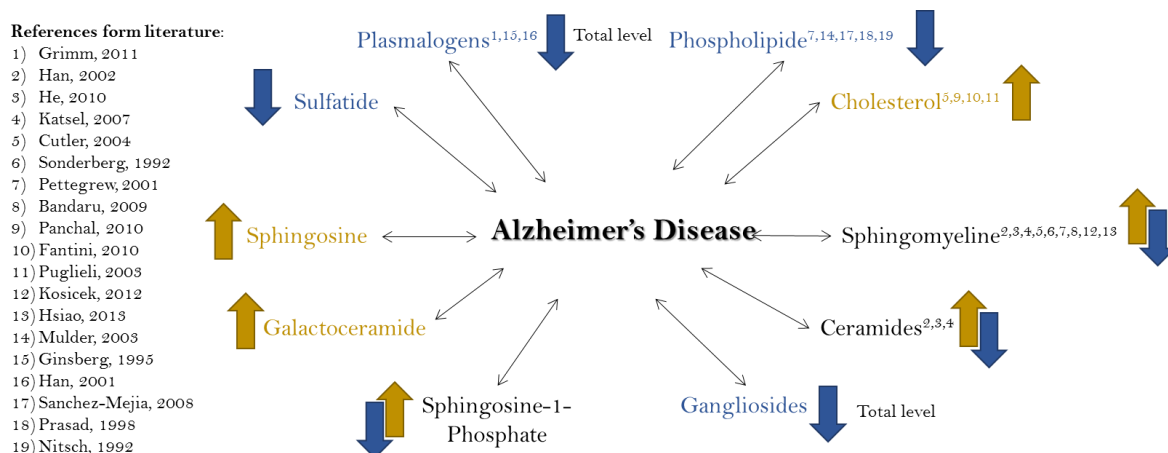 References form literature:
1) Grimm, 2011
2) Han, 2002
3) He, 2010
4) Katsel, 2007
5) Cutler, 2004
6) Sonderberg, 1992
7) Pettegrew, 2001
8) Bandaru, 2009
9) Panchal, 2010
10) Fantini, 2010
11) Puglieli, 2003
12) Kosicek, 2012
13) Hsiao, 2013
14) Mulder, 2003
15) Ginsberg, 1995
16) Han, 2001
17) Sanchez-Mejia, 2008
18) Prasad, 1998
19) Nitsch, 1992
Plasmalogens1,15,16
Total level
Phospholipide7,14,17,18,19
Sulfatide
Cholesterol5,9,10,11
Sphingosine
Alzheimer's Disease
Sphingomyeline2,3,4,5,6,7,8,12,13
Galactoceramide
Ceramides2,3,4
Sphingosine-1-
Phosphate
Gangliosides
Total level